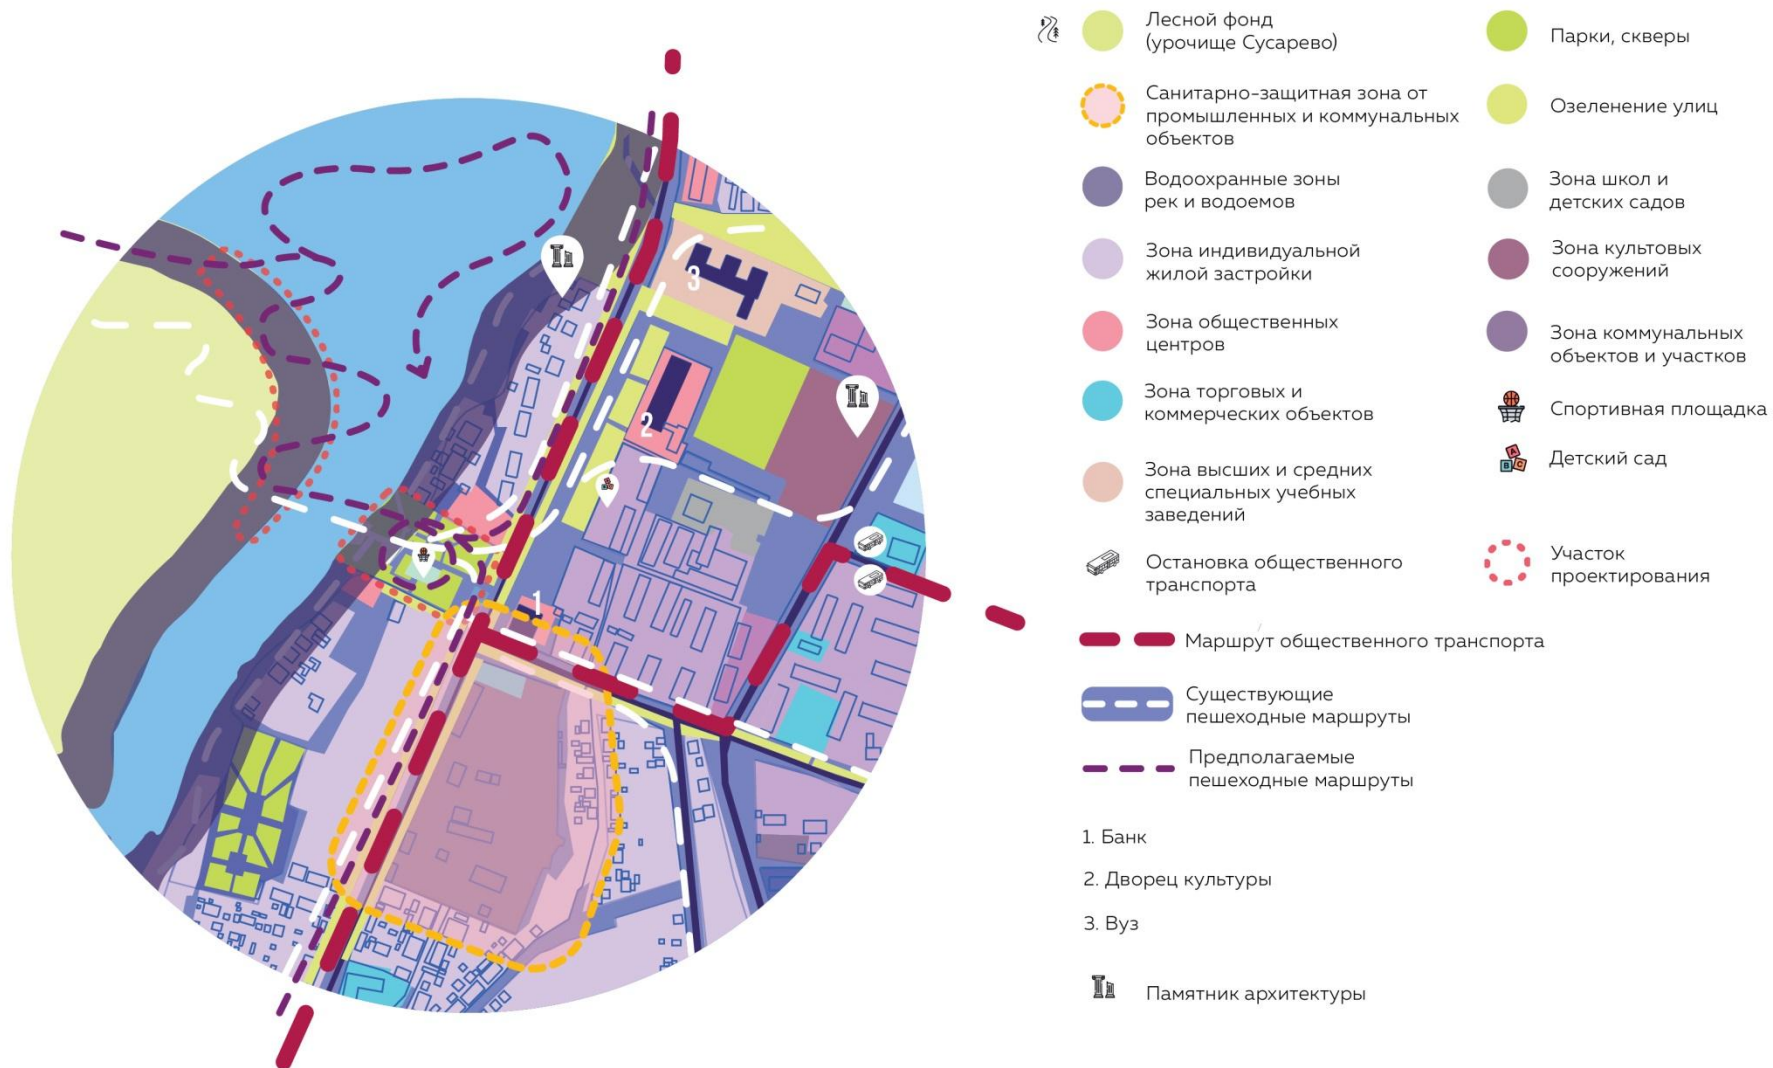 3
2
1
Лесной фонд
(урочище Сусарево)
Санитарно-защитная зона от
промышленных и коммунальных
объектов
Водоохранные зоны
рек и водоемов
Зона индивидуальной
жилой застройки
Зона общественных
центров
Зона торговых и
коммерческих объектов
Зона высших и средних
специальных учебных
заведений
Остановка общественного
транспорта
Парки, скверы
Озеленение улиц
Зона школ и
детских садов
Зона культовых
сооружений
Зона коммунальных
объектов и участков
Спортивная площадка
A
B C
Детский сад
Участок
проектирования
Маршрут общественного транспорта
Существующие
пешеходные маршруты
Предполагаемые
пешеходные маршруты
1. Банк
2. Дворец культуры
3. Вуз
Памятник архитектуры